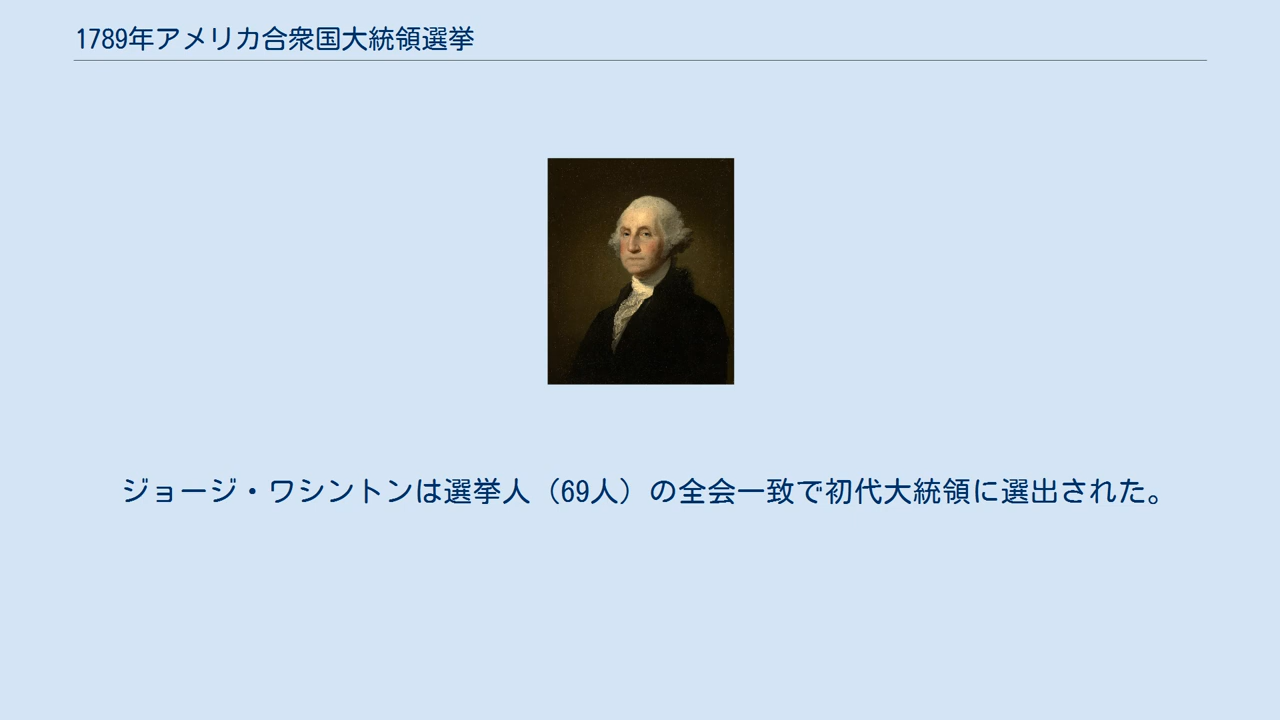 1789年アメリカ合衆国大統領選挙
ジョージ・ワシントンは選挙人（69人）の全会一致で初代大統領に選出された。